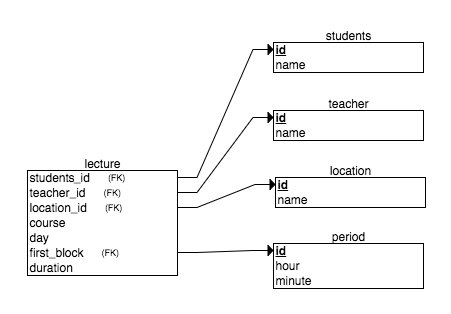 students
id
name
teacher
id
name
location
id
name
period
id
hour
minute
lecture
students_id (FK)
teacher_id (FK)
location_id (FK)
course
day
first_block (FK)
duration